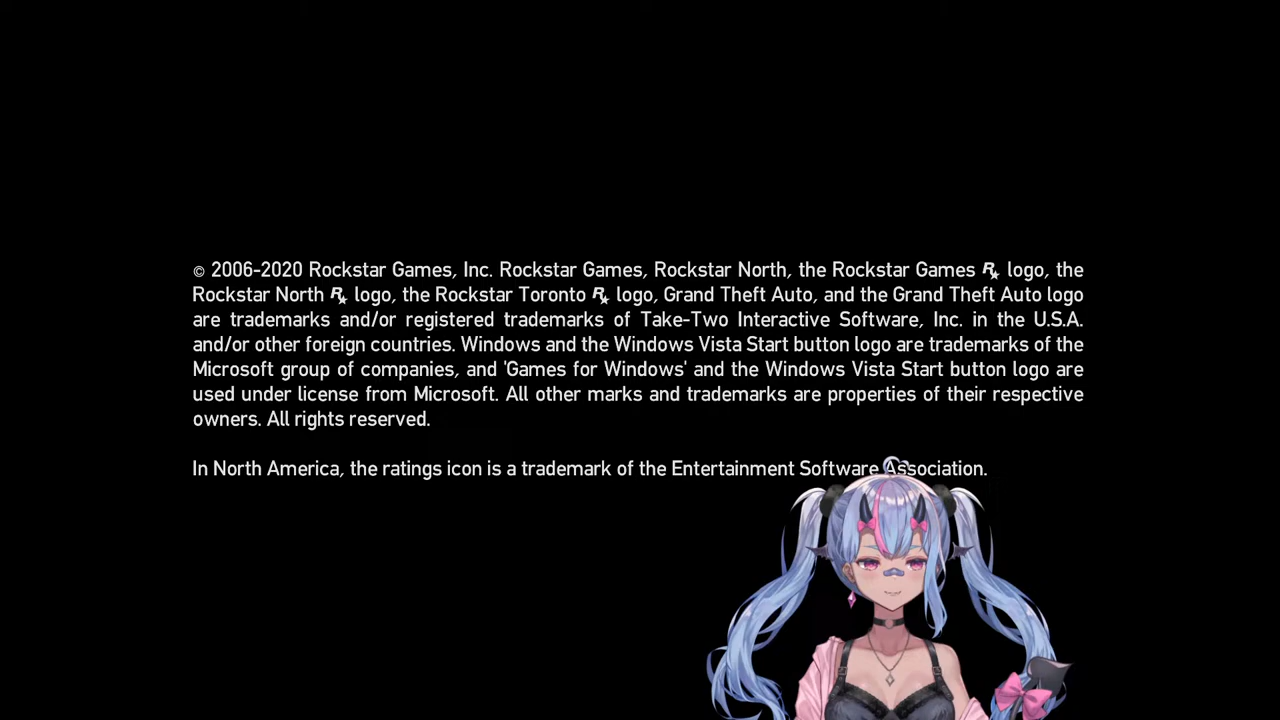 © 2006-2020 Rockstar Games, Inc. Rockstar Games, Rockstar North, the Rockstar Games R★ logo, the
Rockstar North R★ logo, the Rockstar Toronto R★ logo, Grand Theft Auto, and the Grand Theft Auto logo
are trademarks and/or registered trademarks of Take-Two Interactive Software, Inc. in the U.S.A.
and/or other foreign countries. Windows and the Windows Vista Start button logo are trademarks of the
Microsoft group of companies, and 'Games for Windows' and the Windows Vista Start button logo are
used under license from Microsoft. All other marks and trademarks are properties of their respective
owners. All rights reserved.
In North America, the ratings icon is a trademark of the Entertainment Software Association.